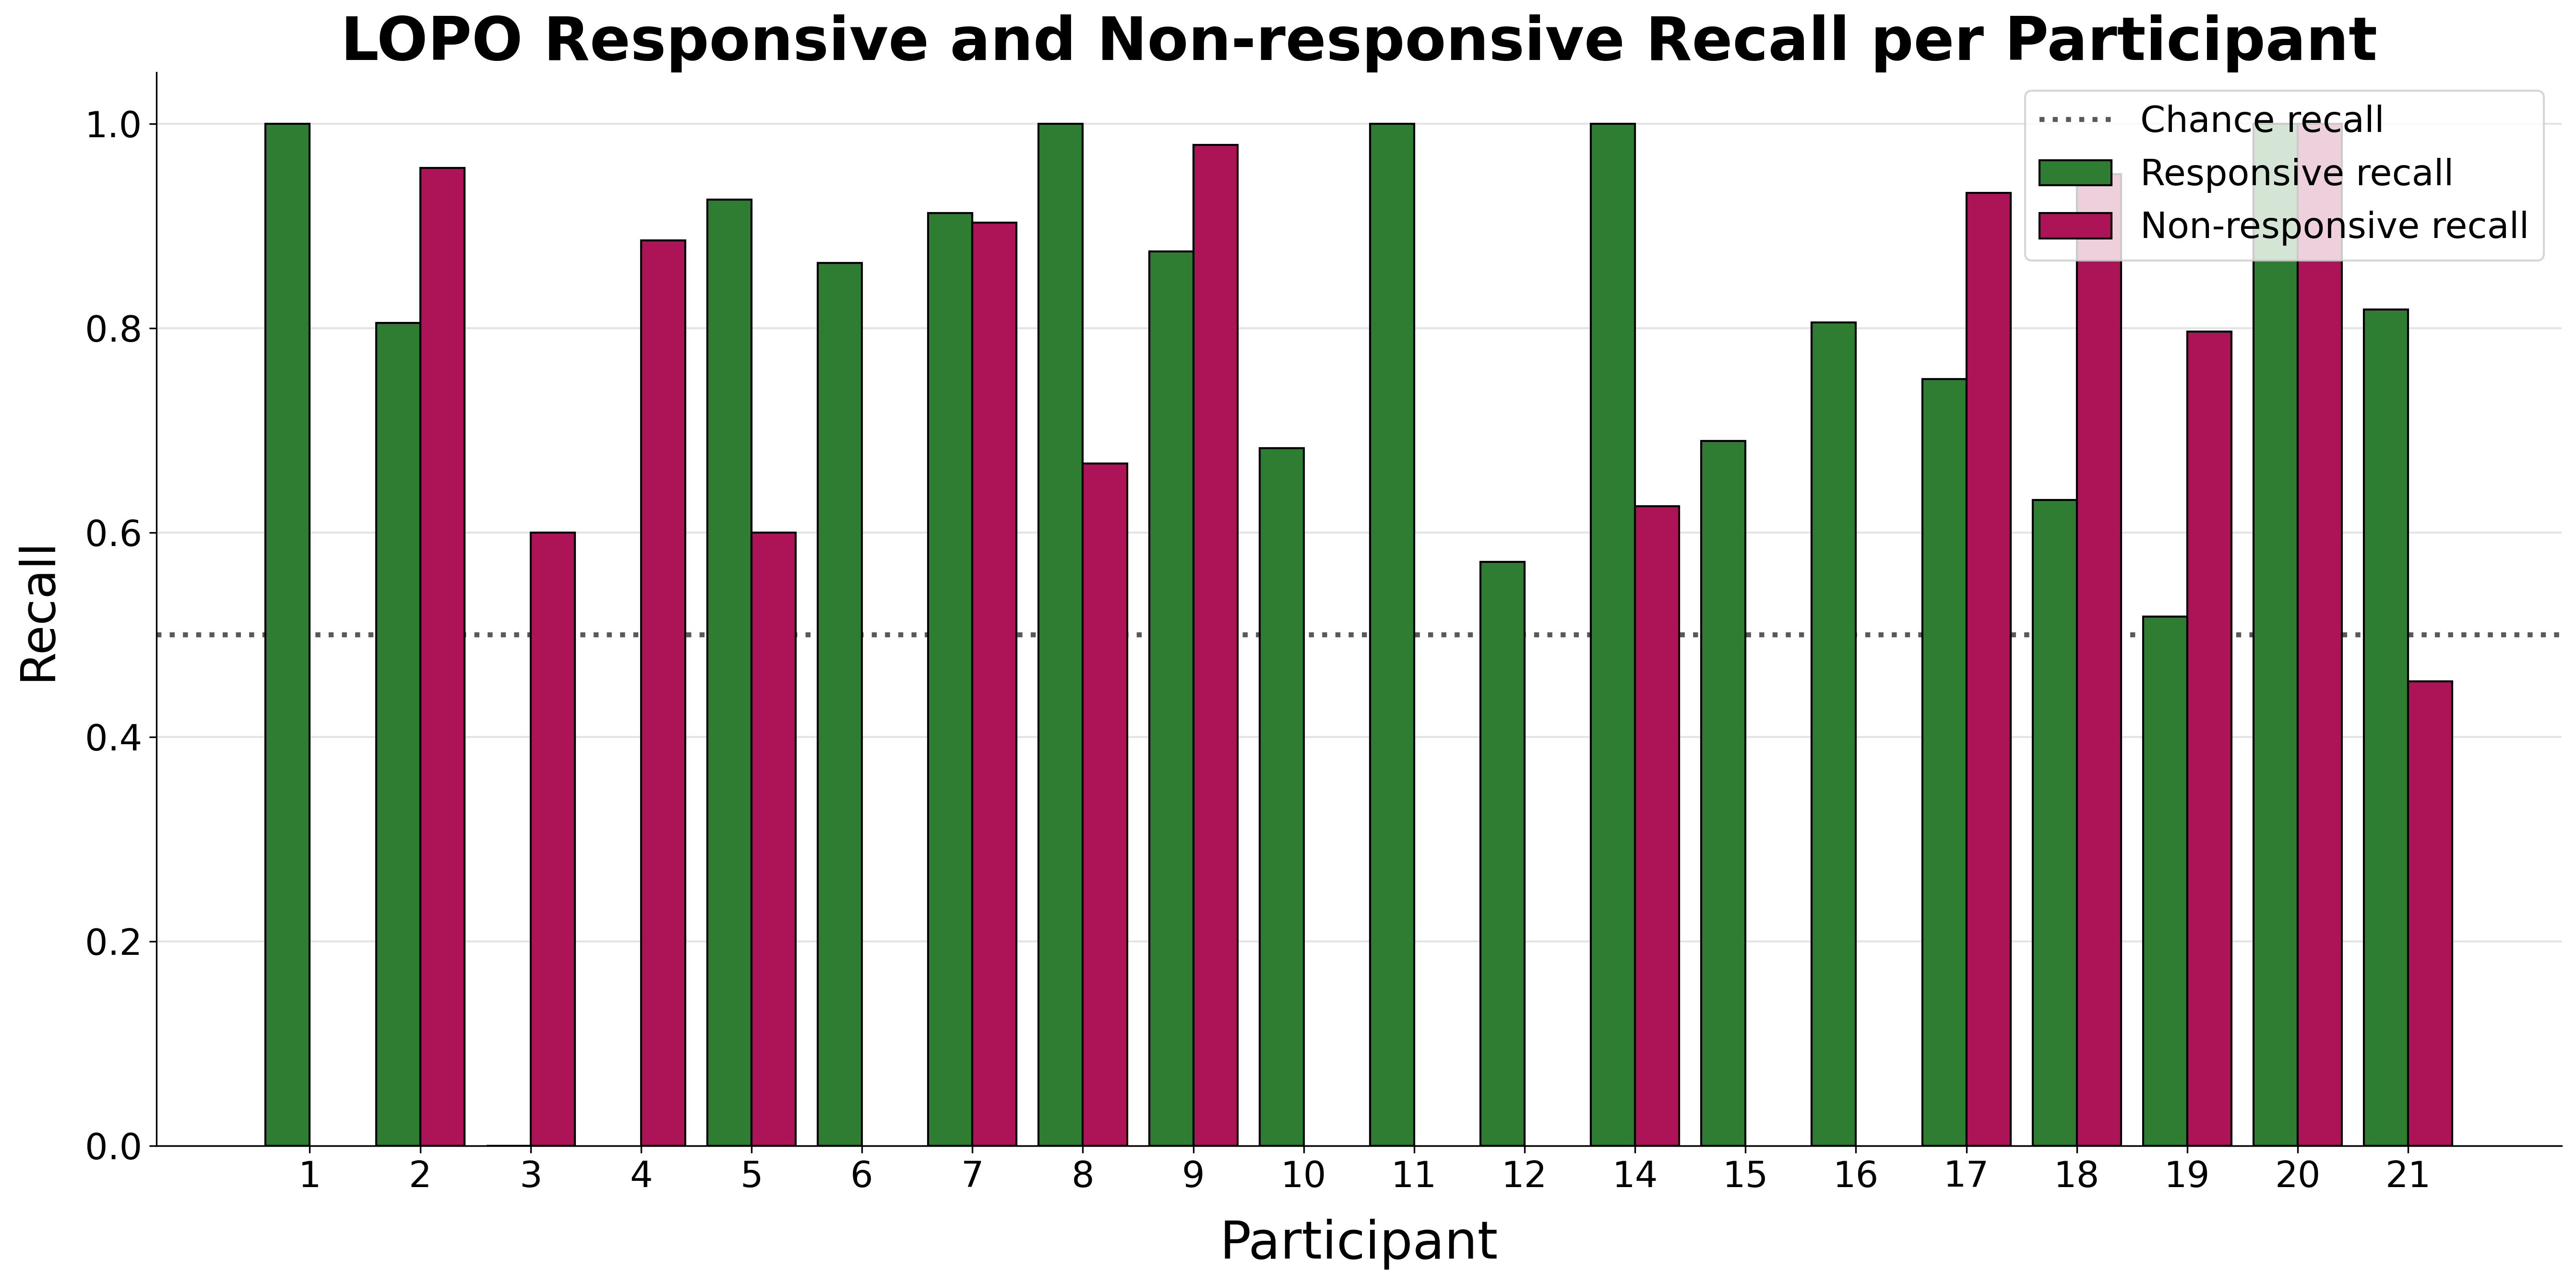 LOPO Responsive and Non-responsive Recall per Participant
Chance recall
Responsive recall
Non-responsive recall
1.0
0.8
0.6
0.4
0.2
0.0
Recall
1 2 3 4 5 6 7 8 9 10 11 12 14 15 16 17 18 19 20 21
Participant